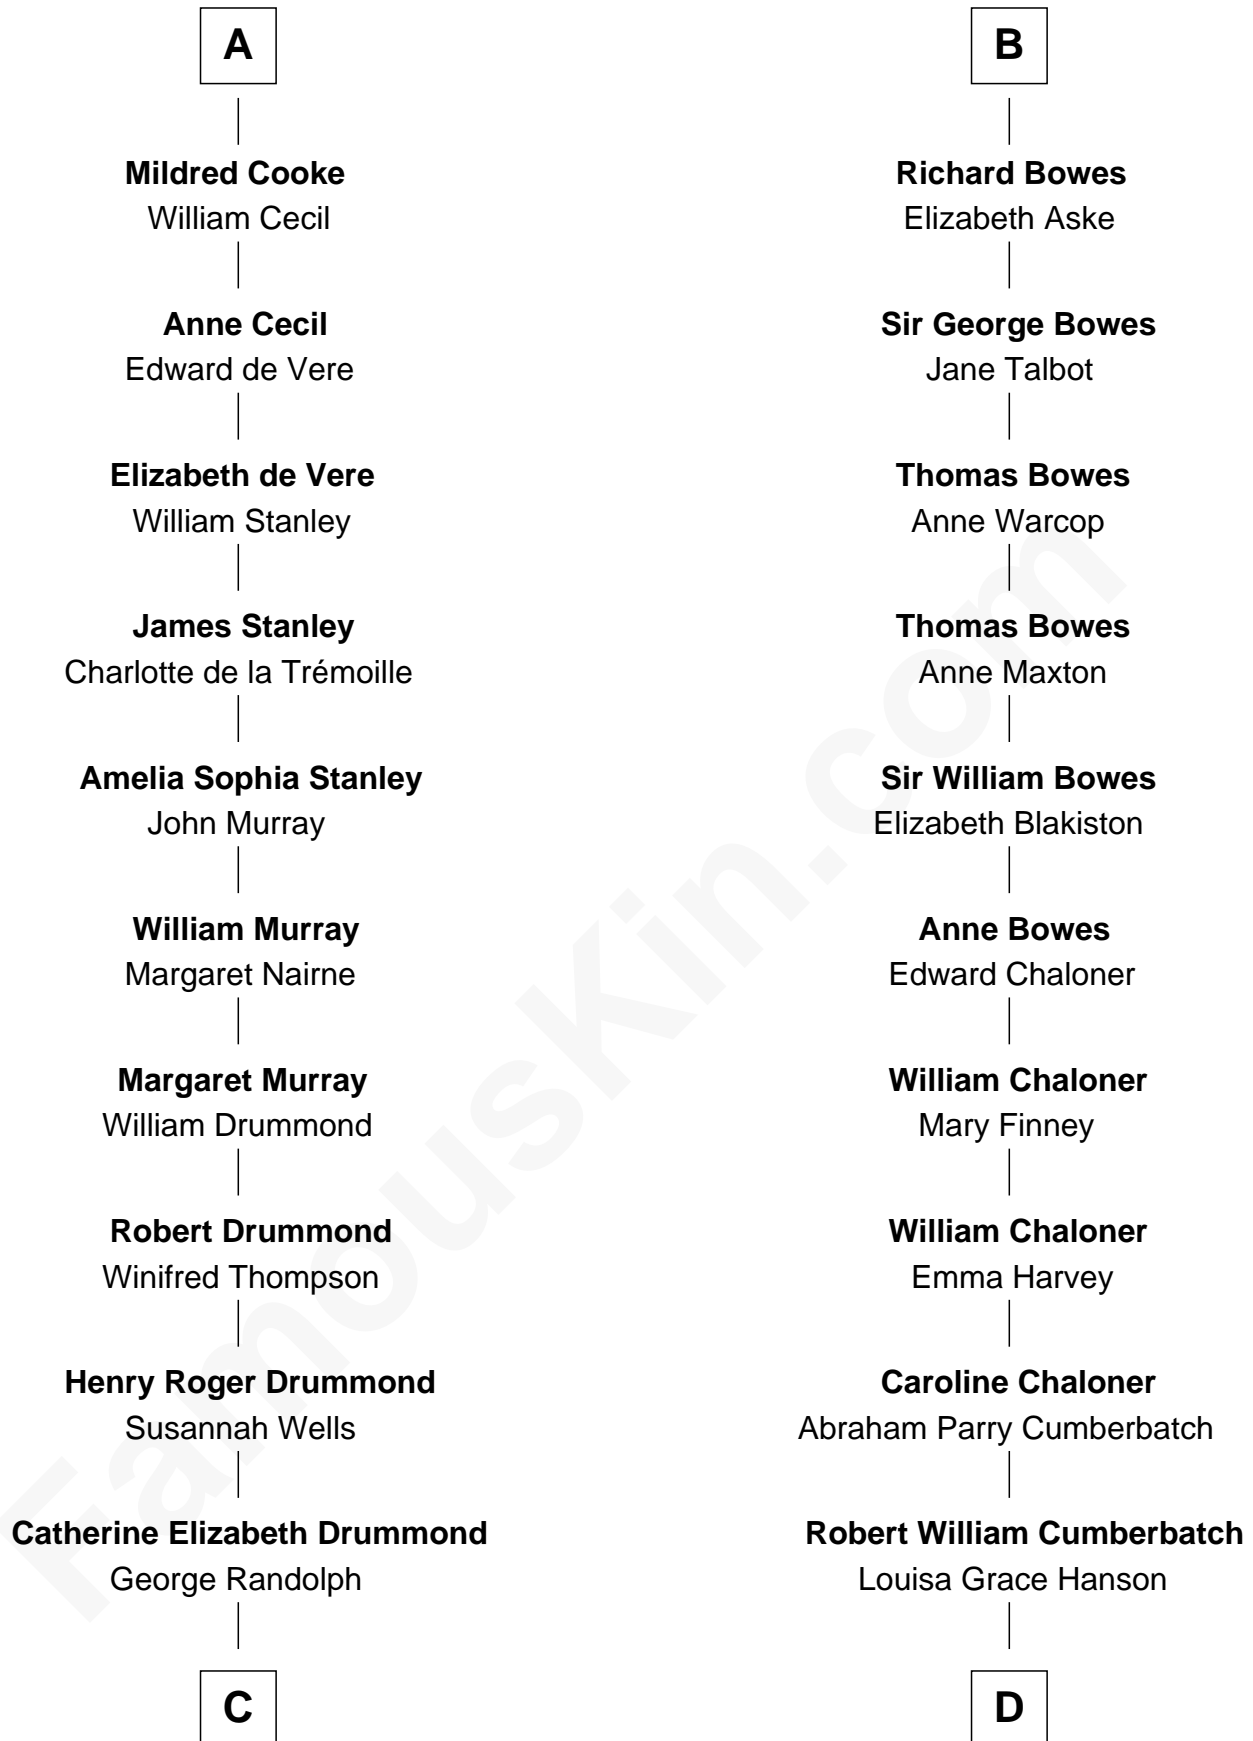 A
Mildred Cooke
William Cecil
Anne Cecil
Edward de Vere
Elizabeth de Vere
William Stanley
James Stanley
Charlotte de la Trémoille
Amelia Sophia Stanley
John Murray
William Murray
Margaret Nairne
Margaret Murray
William Drummond
Robert Drummond
Winifred Thompson
Henry Roger Drummond
Susannah Wells
Catherine Elizabeth Drummond
George Randolph
C
B
Richard Bowes
Elizabeth Aske
Sir George Bowes
Jane Talbot
Thomas Bowes
Anne Warcop
Thomas Bowes
Anne Maxton
Sir William Bowes
Elizabeth Blakiston
Anne Bowes
Edward Chaloner
William Chaloner
Mary Finney
William Chaloner
Emma Harvey
Caroline Chaloner
Abraham Parry Cumberbatch
Robert William Cumberbatch
Louisa Grace Hanson
D
FamousKin.com